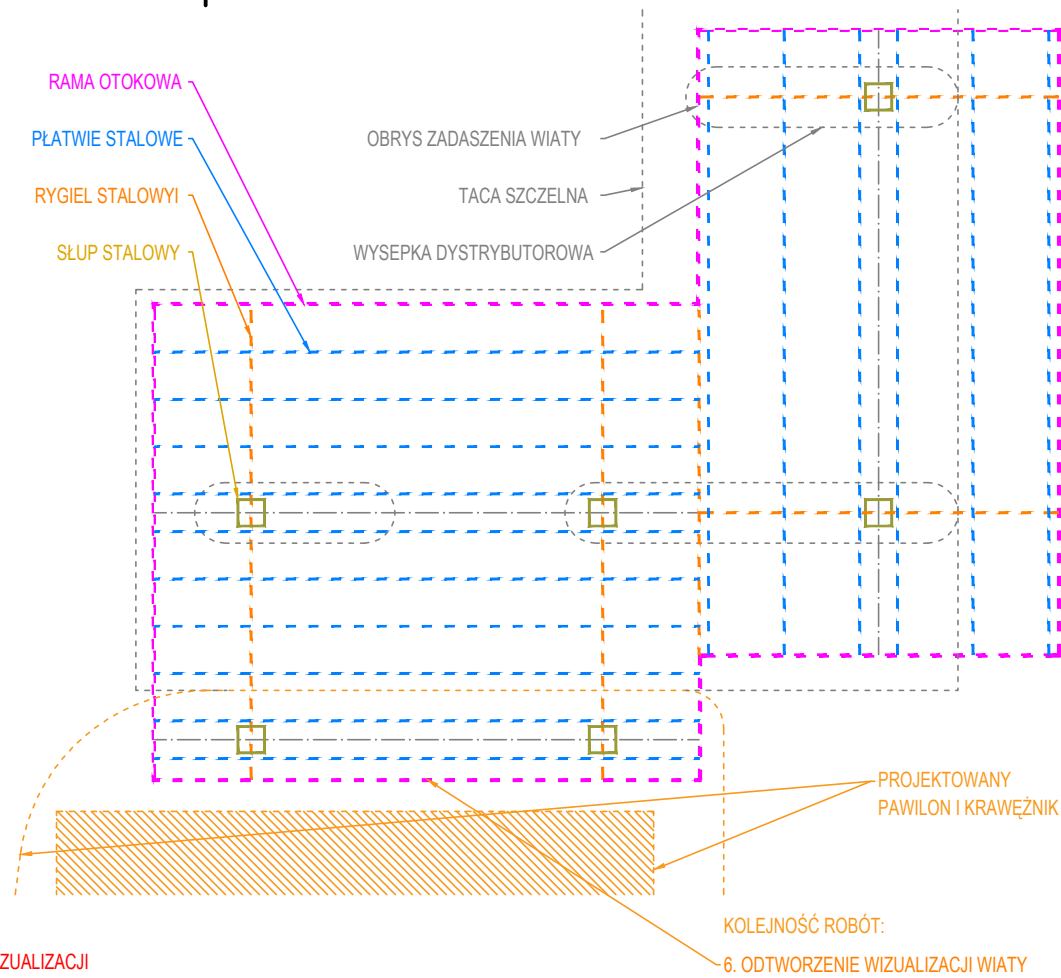 RAMA OTOKOWA
PŁATWIE STALOWE
RYGIEL STALOWYI
SŁUP STALOWY
OBRYS ZADASZENIA WIATY
TACA SZCZELNA
WYSEPKA DYSTRYBUTOROWA
PROJEKTOWANY
PAWILON I KRAWĘŻNIK
KOLEJNOŚĆ ROBÓT:
6. ODTWORZENIE WIZUALIZACJI WIATY
ZUALIZACJI